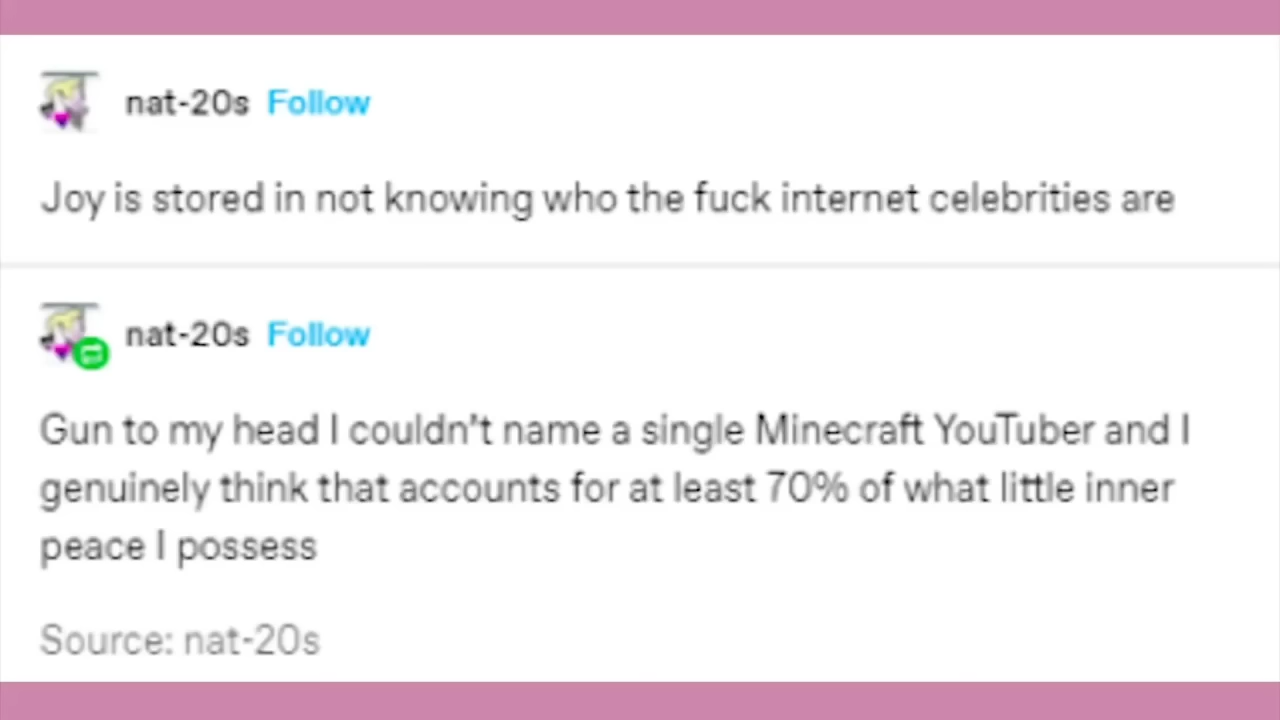 nat-20s Follow
Joy is stored in not knowing who the fuck internet celebrities are
nat-20s Follow
Gun to my head I couldn't name a single Minecraft YouTuber and I
genuinely think that accounts for at least 70% of what little inner
peace I possess
Source: nat-20s